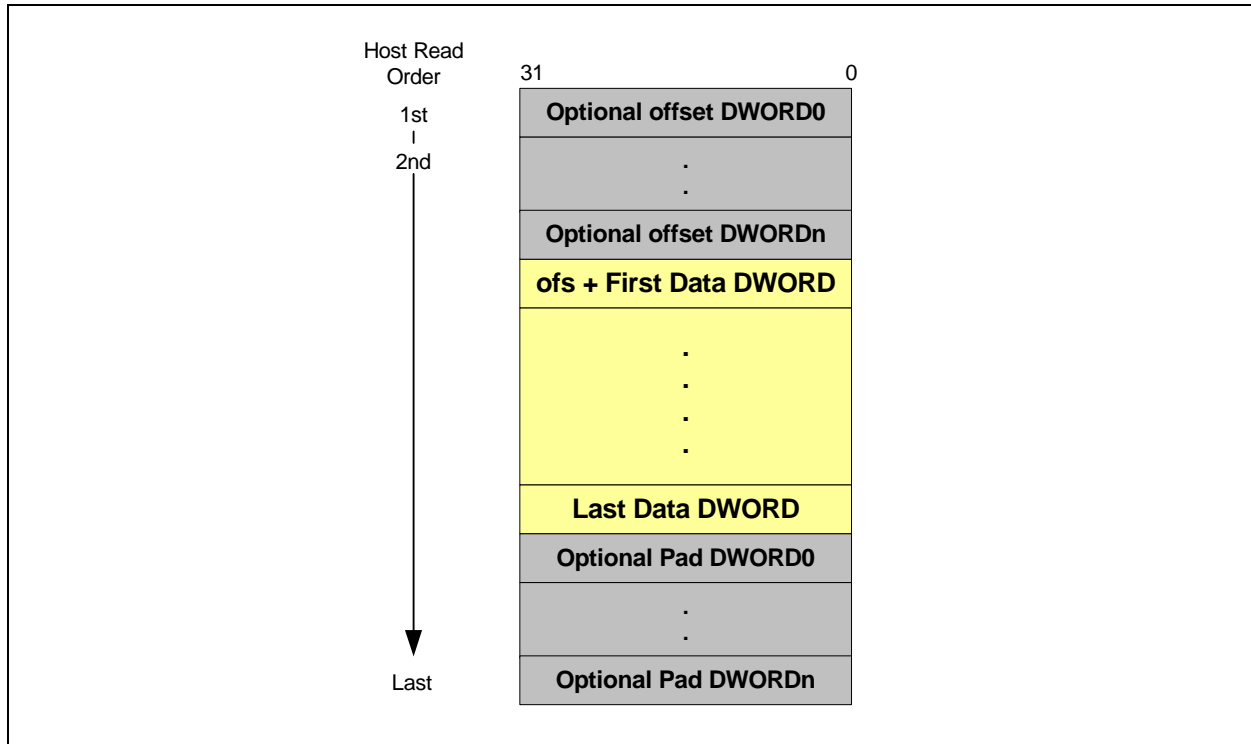 Host Read
Order
31 0
Optional offset DWORD0
1st
2nd
.
.
Optional offset DWORDn
ofs + First Data DWORD
.
.
.
.
Last Data DWORD
Optional Pad DWORD0
.
.
Last
Optional Pad DWORDn